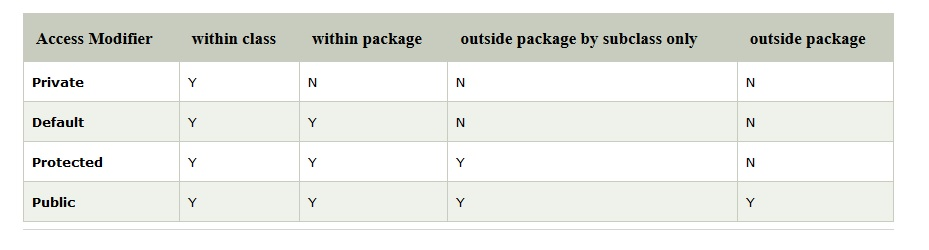 Access Modifier within class within package outside package by subclass only outside package
Private Y N N N
Default Y Y N N
Protected Y Y Y N
Public Y Y Y Y